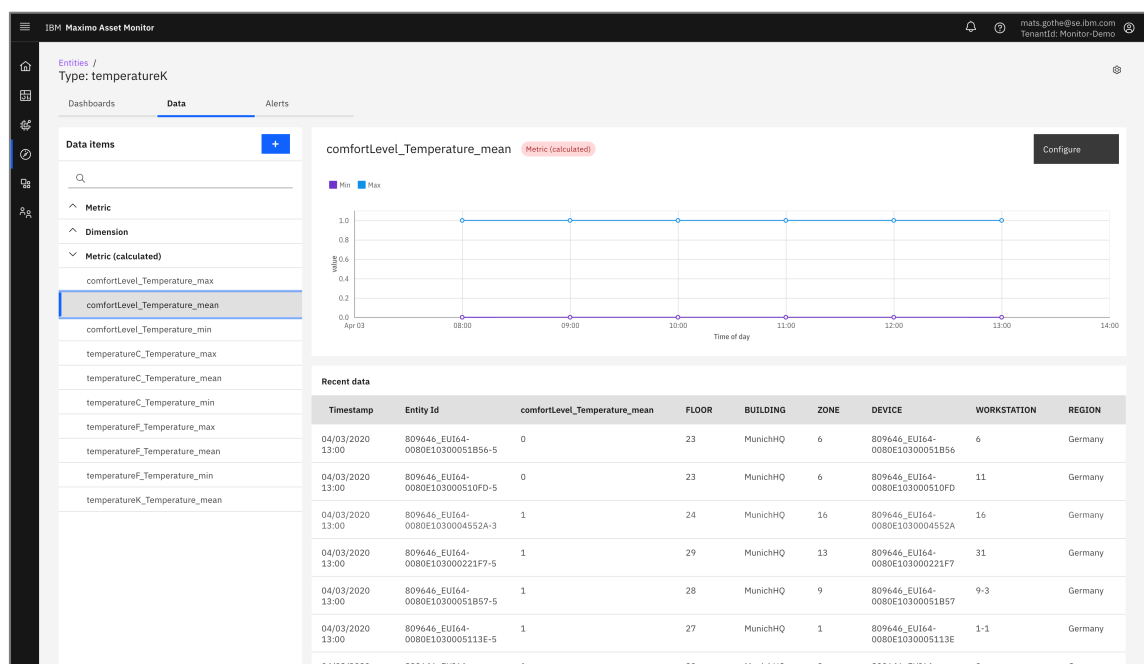 IBM Maximo Asset Monitor
mats.gothe@se.ibm.com
TenantId: Monitor-Demo
Entities /
Type: temperatureK
Dashboards Data Alerts
Data items
+
Metric
Dimension
Metric (calculated)
comfortLevel_Temperature_max
comfortLevel_Temperature_mean
comfortLevel_Temperature_min
temperatureC_Temperature_max
temperatureC_Temperature_mean
temperatureC_Temperature_min
temperatureF_Temperature_max
temperatureF_Temperature_mean
temperatureF_Temperature_min
temperatureK_Temperature_mean
comfortLevel_Temperature_mean Metric (calculated) Configure
Min Max
1.0
0.8
0.6
0.4
0.2
0.0
value
Apr 03 08:00 09:00 10:00 11:00 12:00 13:00 14:00
Time of day
Recent data
Timestamp Entity Id comfortLevel_Temperature_mean FLOOR BUILDING ZONE DEVICE WORKSTATION REGION
04/03/2020 809646_EUI64- 0 23 MunichHQ 6 809646_EUI64- 6 Germany
13:00 0080E10300051B56-5 0080E10300051B56
04/03/2020 809646_EUI64- 0 23 MunichHQ 6 809646_EUI64- 11 Germany
13:00 0080E103000510FD-5 0080E103000510FD
04/03/2020 809646_EUI64- 1 24 MunichHQ 16 809646_EUI64- 16 Germany
13:00 0080E1030004552A-3 0080E1030004552A
04/03/2020 809646_EUI64- 1 29 MunichHQ 13 809646_EUI64- 31 Germany
13:00 0080E103000221F7-5 0080E103000221F7
04/03/2020 809646_EUI64- 1 28 MunichHQ 9 809646_EUI64- 9-3 Germany
13:00 0080E10300051B57-5 0080E10300051B57
04/03/2020 809646_EUI64- 1 27 MunichHQ 1 809646_EUI64- 1-1 Germany
13:00 0080E1030005113E-5 0080E1030005113E